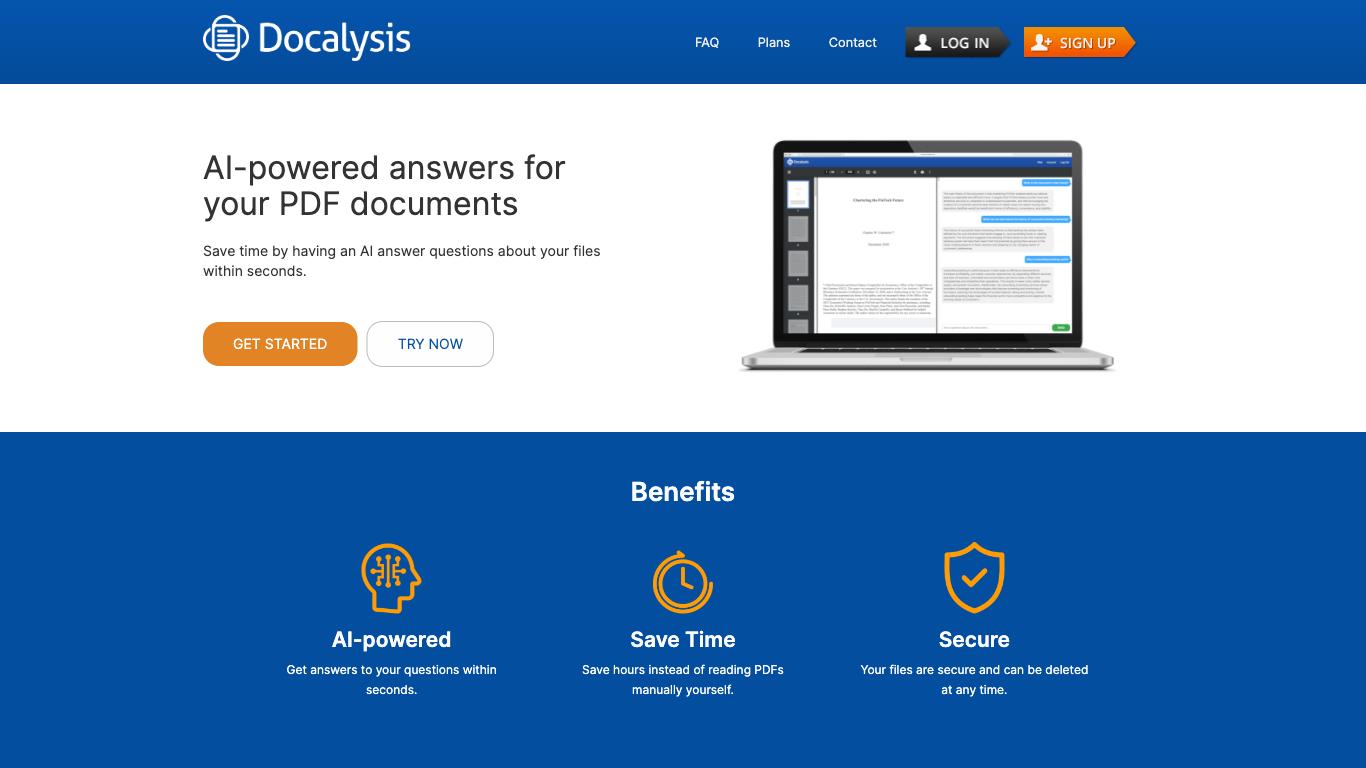 Docalysis
FAQ
Plans
Contact
LOG IN
SIGN UP
AI-powered answers for
your PDF documents
Save time by having an AI answer questions about your files
within seconds.
GET STARTED
TRY NOW
Docalysis
Chartering the FinTech Future
Benefits
AI-powered
Get answers to your questions within
seconds.
Save Time
Save hours instead of reading PDFs
manually yourself.
Secure
Your files are secure and can be deleted
at any time.